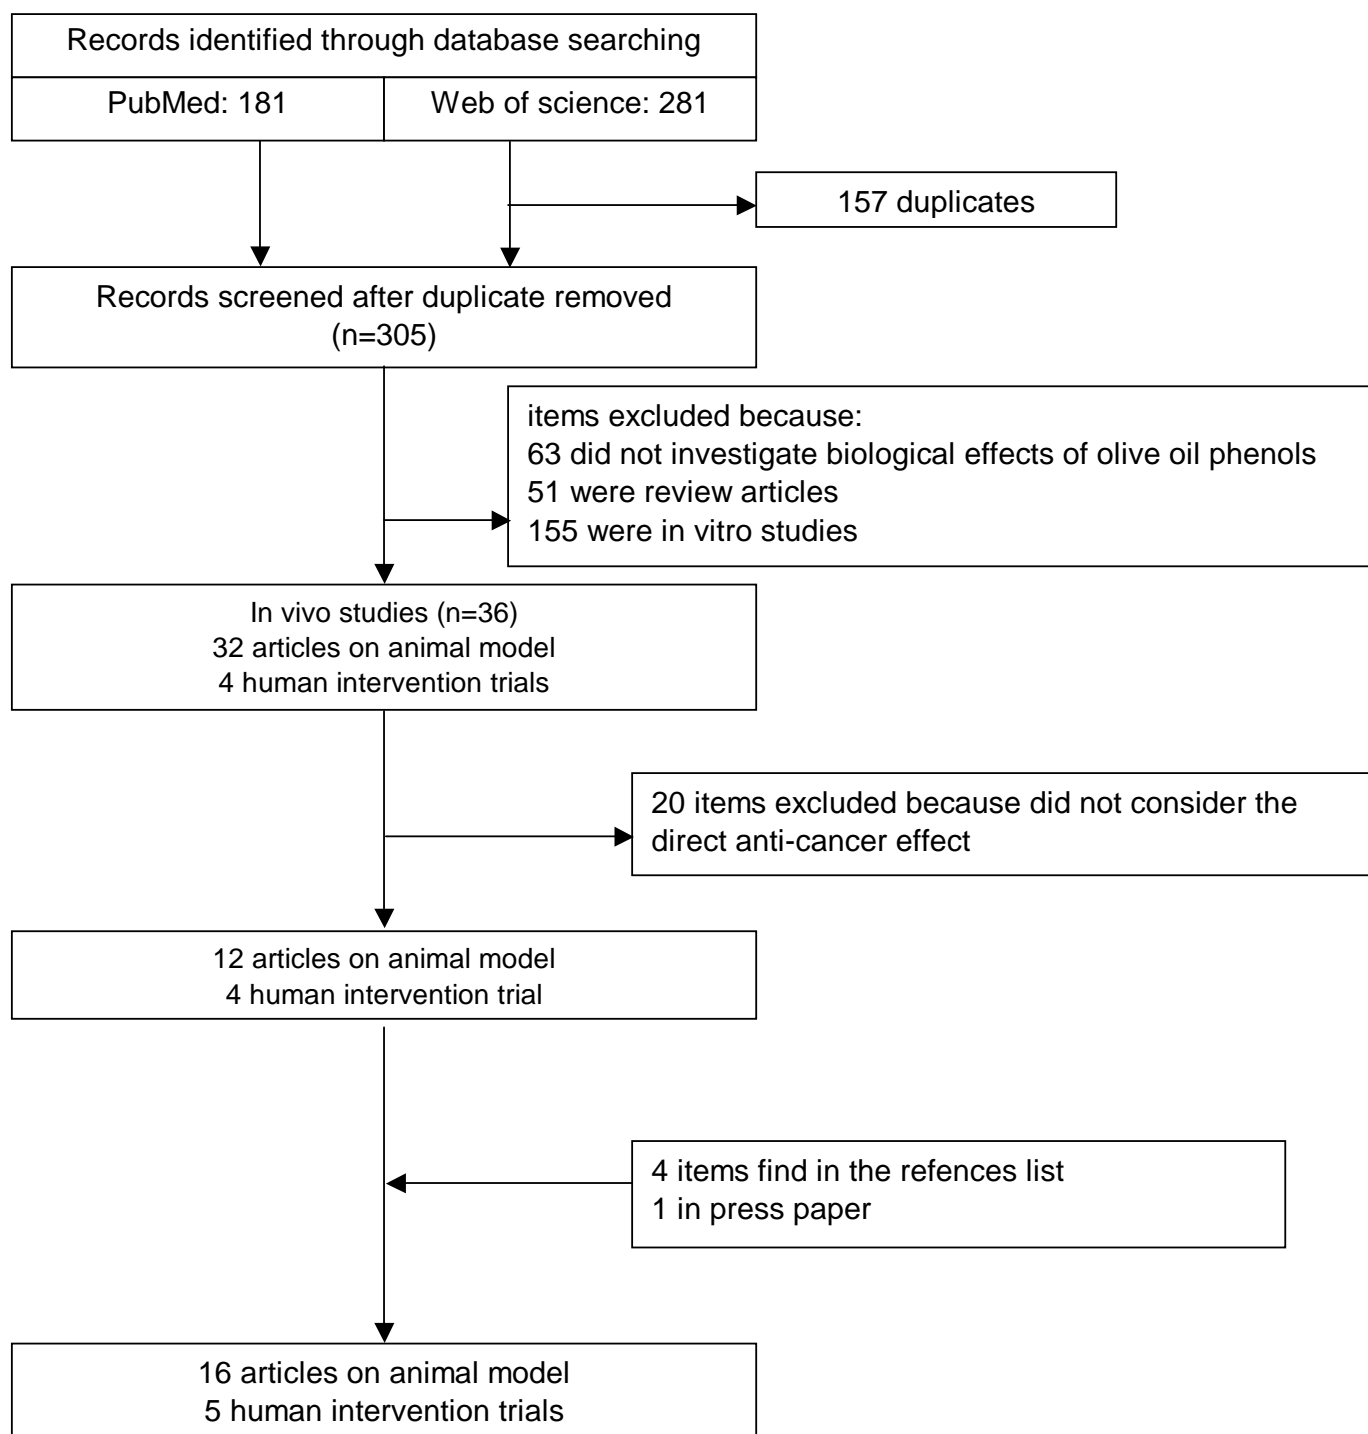 Records identified through database searching
PubMed: 181
Web of science: 281
157 duplicates
Records screened after duplicate removed
(n=305)
items excluded because:
63 did not investigate biological effects of olive oil phenols
51 were review articles
155 were in vitro studies
In vivo studies (n=36)
32 articles on animal model
4 human intervention trials
20 items excluded because did not consider the
direct anti-cancer effect
12 articles on animal model
4 human intervention trial
4 items find in the refences list
1 in press paper
16 articles on animal model
5 human intervention trials